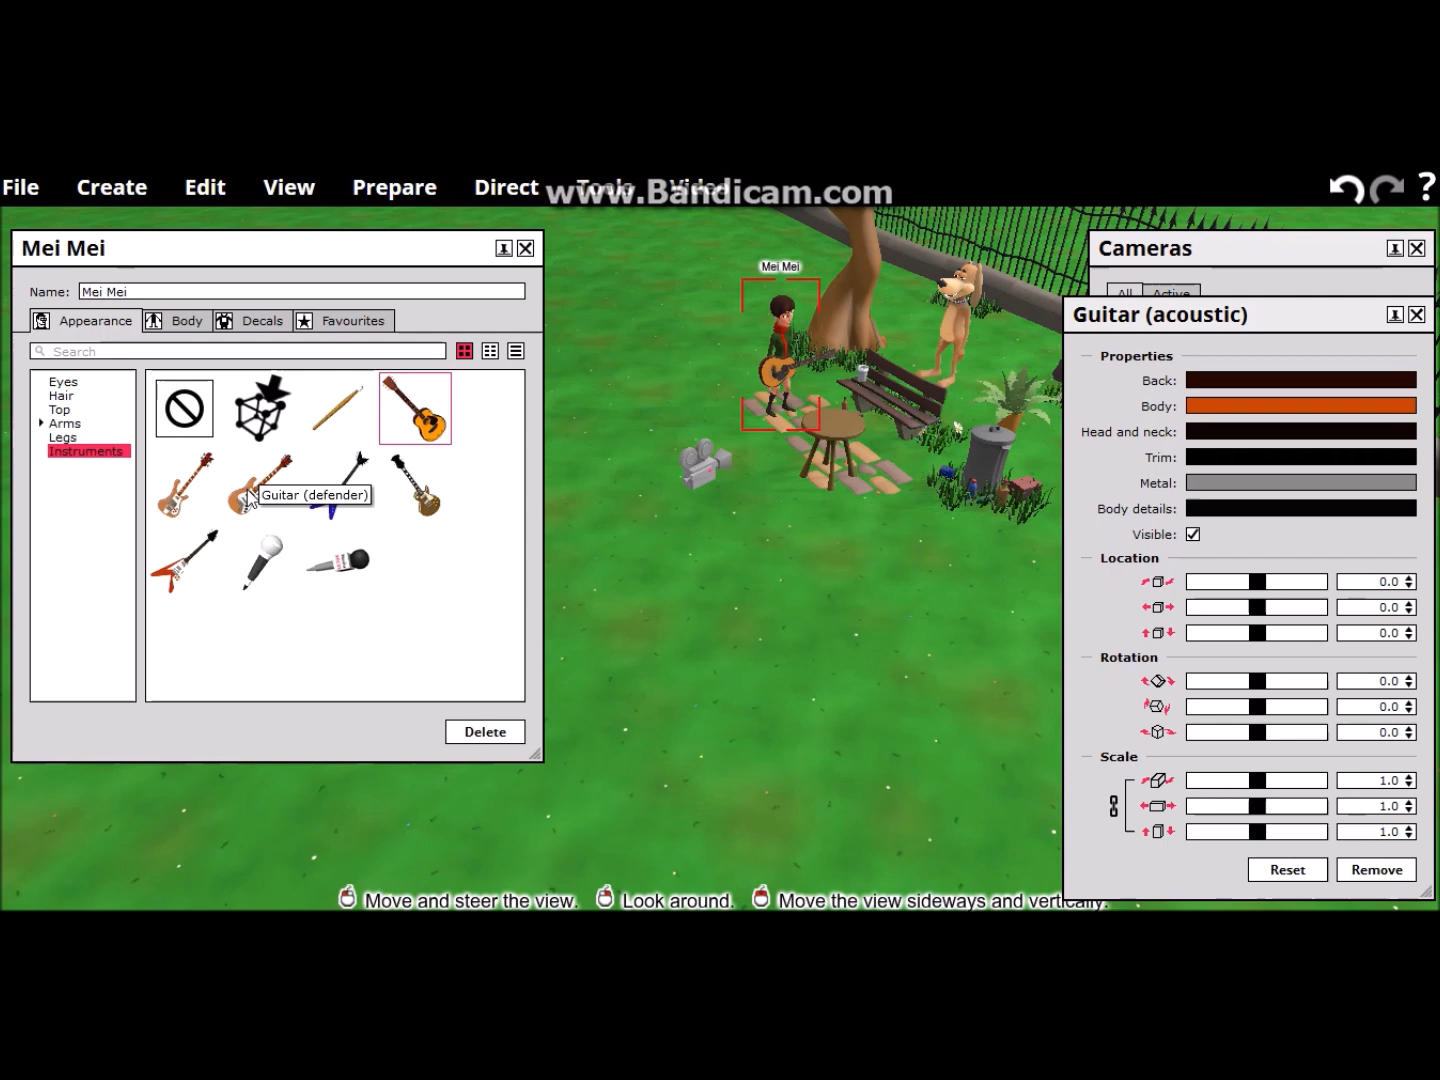 File Create Edit View Prepare Direct Tools Video ?
www.Bandicam.com
Mei Mei
Name: Mei Mei
Appearance Body Decals Favourites
Search
Eyes
Hair
Top
Arms
Legs
Instruments
Guitar (defender)
Delete
Mei Mei
Cameras
All Active
Guitar (acoustic)
Properties
Back:
Body:
Head and neck:
Trim:
Metal:
Body details:
Visible:
Location
0.0
0.0
0.0
Rotation
0.0
0.0
0.0
Scale
1.0
1.0
1.0
Reset Remove
Move and steer the view. Look around. Move the view sideways and vertically.